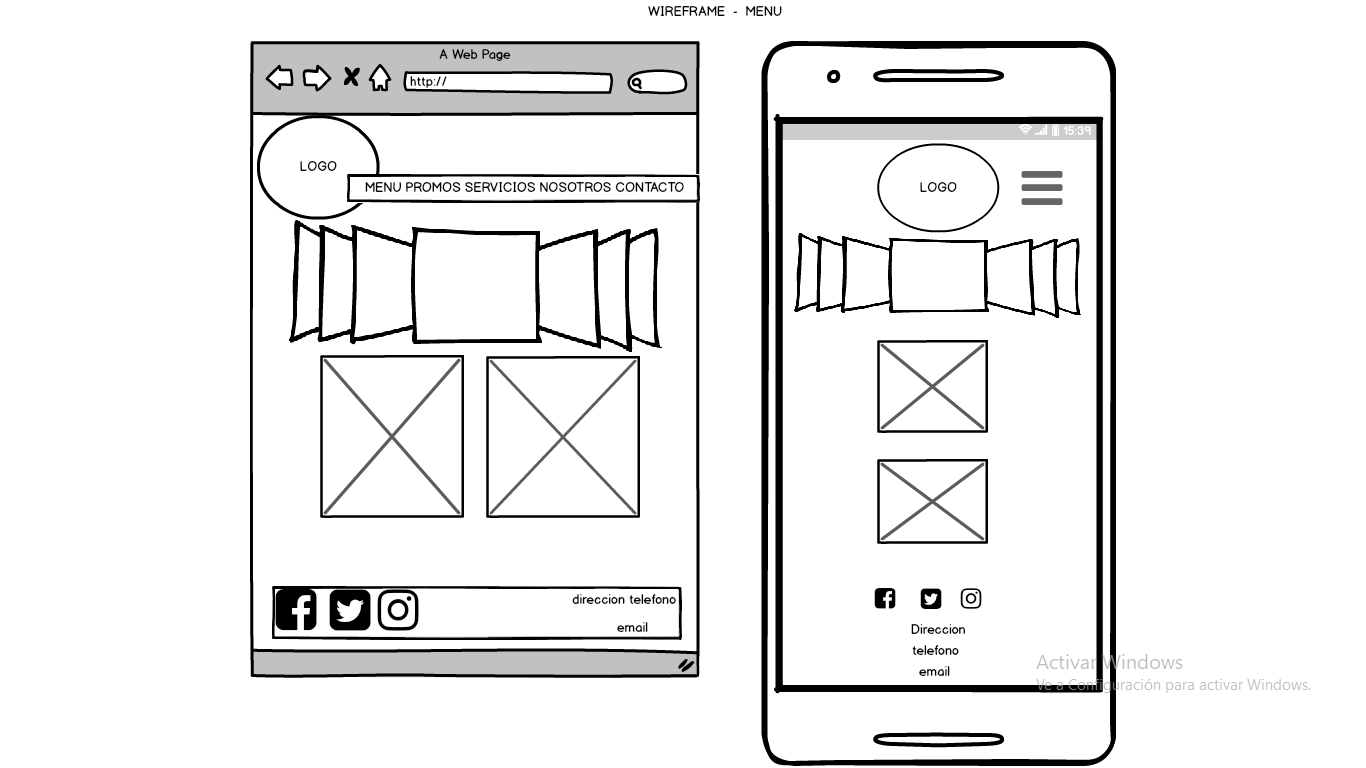 WIREFRAME - MENU
A Web Page
http://
LOGO
MENU PROMOS SERVICIOS NOSOTROS CONTACTO
direccion telefono
email
15:39
LOGO
Direccion
telefono
email
Activar Windows
Ve a Configuración para activar Windows.